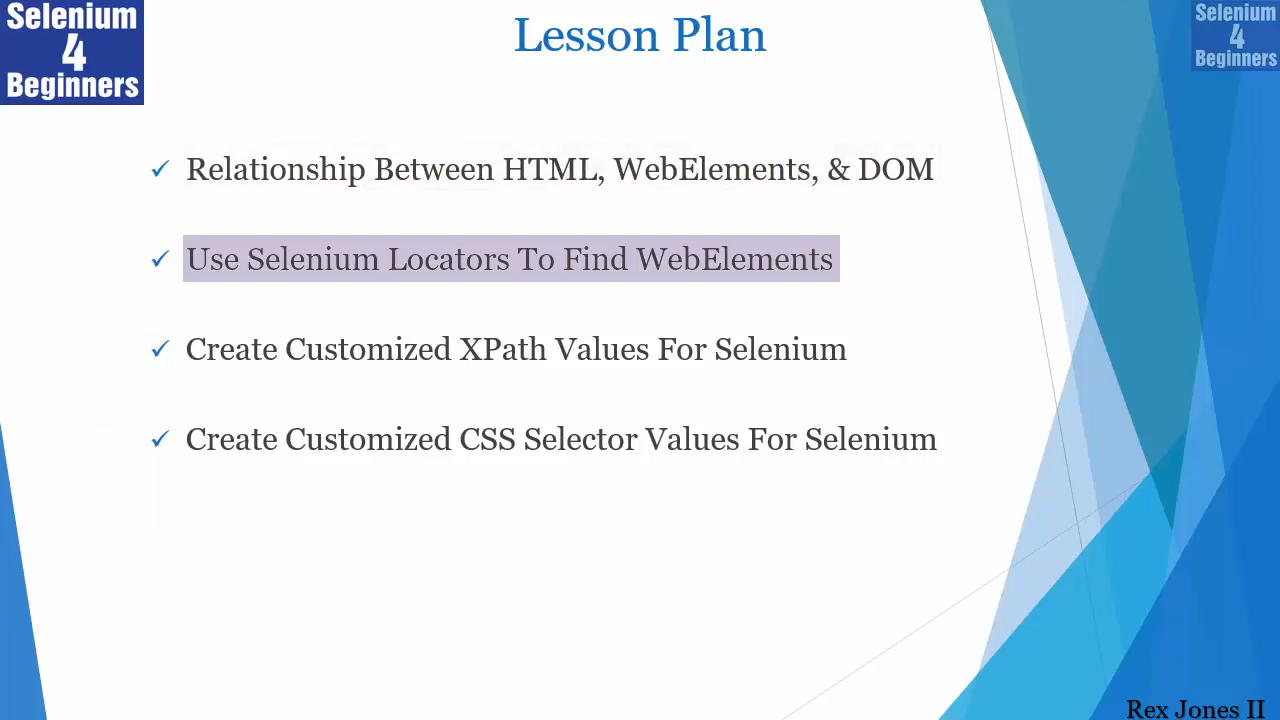 Selenium
4
Beginners
Lesson Plan
Selenium
4
Beginners
✓ Relationship Between HTML, WebElements, & DOM
✓ Use Selenium Locators To Find WebElements
✓ Create Customized XPath Values For Selenium
✓ Create Customized CSS Selector Values For Selenium
Rex Jones II